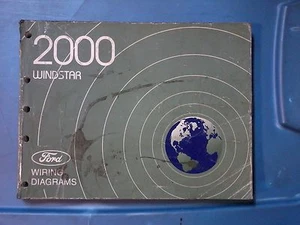 2000
WINDSTAR
Ford
WIRING
DIAGRAMS